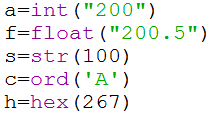 a=int("200")
f=float("200.5")
s=str(100)
c=ord('A')
h=hex(267)